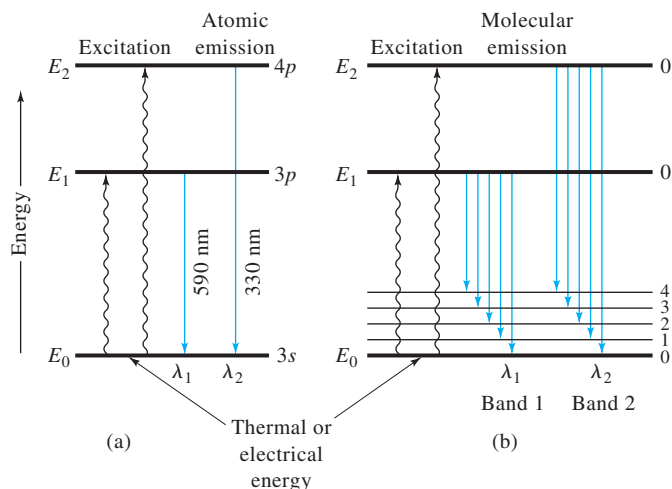 Atomic
Excitation emission
E₂ 4p
E₁ 3p
Energy
590 nm
330 nm
E₀ 3s
λ₁ λ₂
(a)
Molecular
Excitation emission
E₂ 0
E₁ 0
4
3
2
1
E₀ 0
λ₁ λ₂
Band 1 Band 2
(b)
Thermal or
electrical
energy